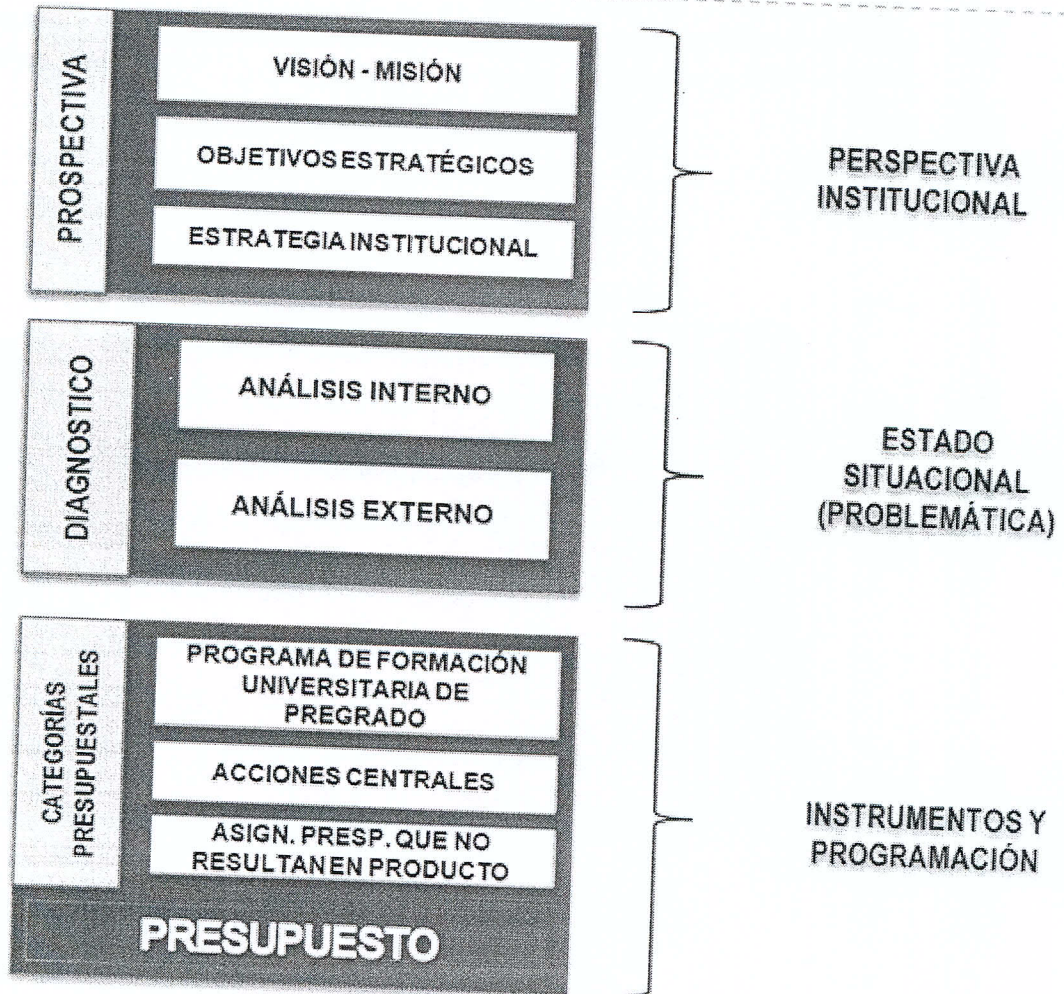 PROSPECTIVA
VISIÓN - MISIÓN
OBJETIVOS ESTRATÉGICOS
ESTRATEGIA INSTITUCIONAL
PERSPECTIVA
INSTITUCIONAL
DIAGNOSTICO
ANÁLISIS INTERNO
ANÁLISIS EXTERNO
ESTADO
SITUACIONAL
(PROBLEMÁTICA)
CATEGORÍAS
PRESUPUESTALES
PROGRAMA DE FORMACIÓN
UNIVERSITARIA DE
PREGRADO
ACCIONES CENTRALES
ASIGN. PRESP. QUE NO
RESULTAN EN PRODUCTO
PRESUPUESTO
INSTRUMENTOS Y
PROGRAMACIÓN